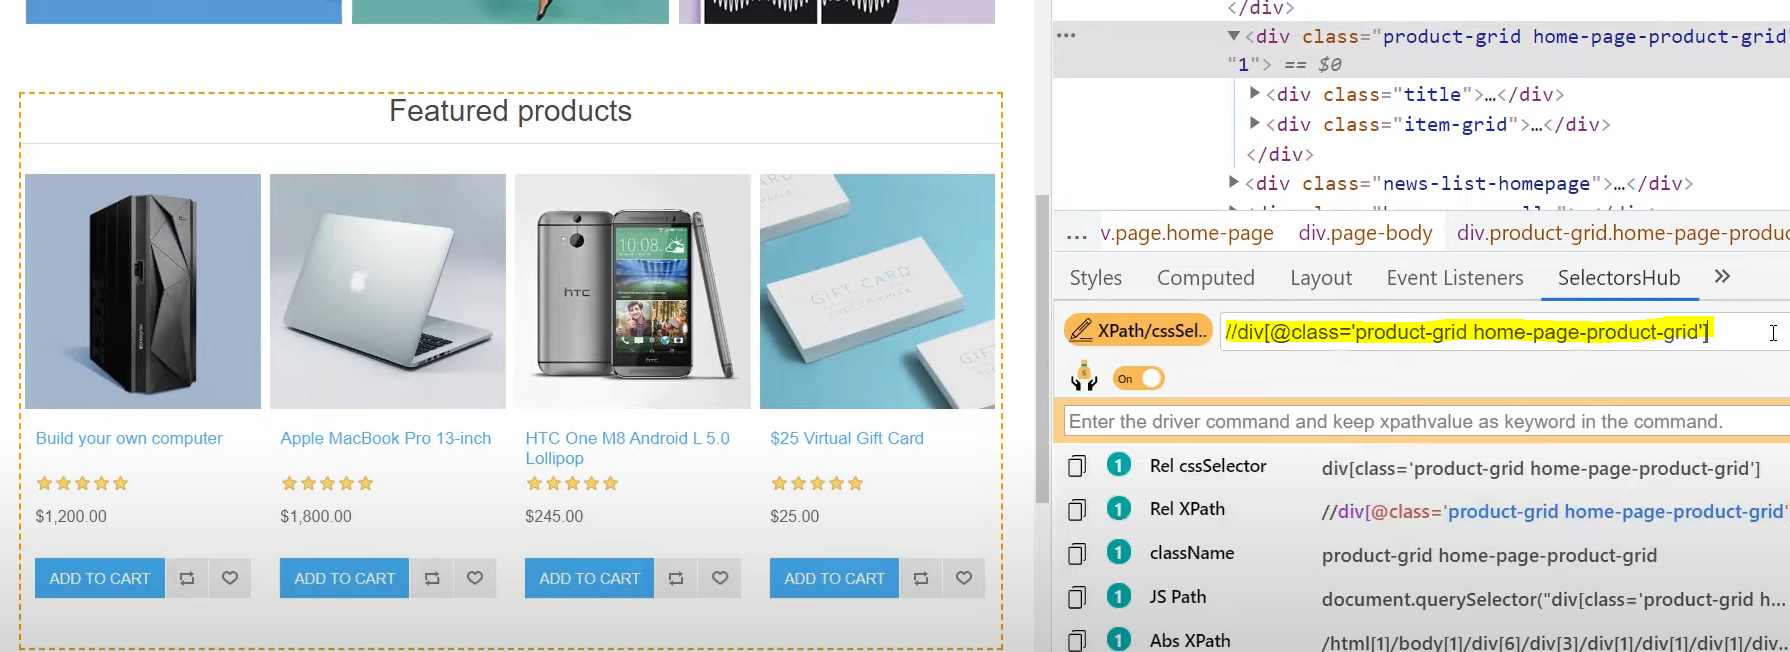 Featured products
GIFT CARD
hTC
10:08
Build your own computer
Apple MacBook Pro 13-inch
HTC One M8 Android L 5.0
Lollipop
$25 Virtual Gift Card
$1,200.00
$1,800.00
$245.00
$25.00
ADD TO CART
ADD TO CART
ADD TO CART
ADD TO CART
</div>
... <div class="product-grid home-page-product-grid'
"1"> == $0
<div class="title">…</div>
<div class="item-grid">…</div>
</div>
<div class="news-list-homepage">…</div>
... v.page.home-page div.page-body div.product-grid.home-page-produc
Styles Computed Layout Event Listeners SelectorsHub »
XPath/cssSel.. //div[@class='product-grid home-page-product-grid']
On
Enter the driver command and keep xpathvalue as keyword in the command.
1 Rel cssSelector div[class='product-grid home-page-product-grid']
1 Rel XPath //div[@class='product-grid home-page-product-grid'
1 className product-grid home-page-product-grid
1 JS Path document.querySelector("div[class='product-grid h...
1 Abs XPath /html[1]/body[1]/div[6]/div[3]/div[1]/div[1]/div[1]/div...